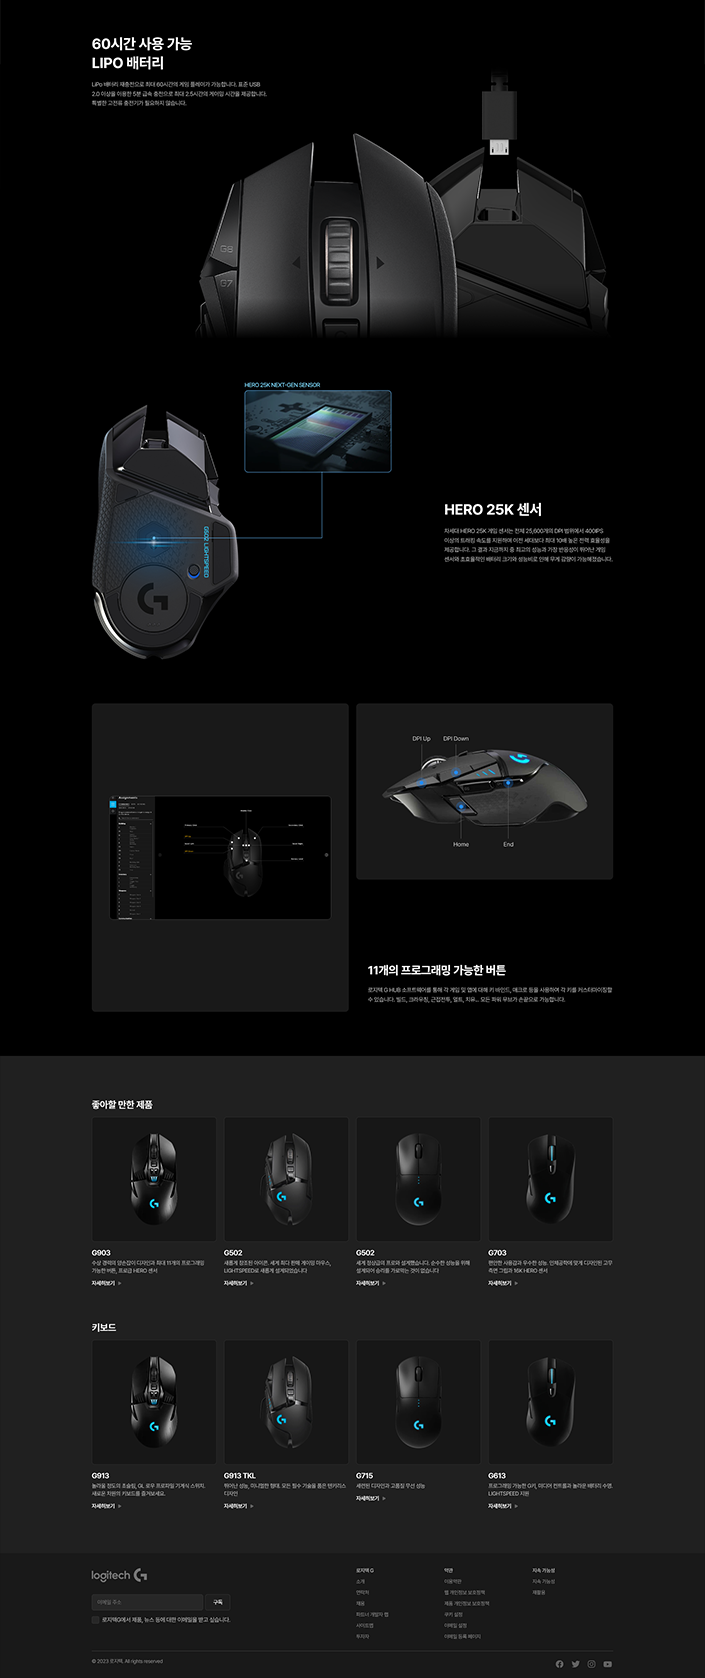 60시간 사용 가능
LIPO 배터리
LiPo 배터리 재충전으로 최대 60시간의 게임 플레이가 가능합니다. 표준 USB
2.0 이상을 이용한 5분 급속 충전으로 최대 2.5시간의 게이밍 시간을 제공합니다.
특별한 고전류 충전기가 필요하지 않습니다.
G8
G7
HERO 25K NEXT-GEN SENSOR
G502 LIGHTSPEED
HERO 25K 센서
차세대 HERO 25K 게임 센서는 전체 25,600개의 DPI 범위에서 400IPS
이상의 트래킹 속도를 지원하며 이전 세대보다 최대 10배 높은 전력 효율성을
제공합니다. 그 결과 지금까지 중 최고의 성능과 가장 반응성이 뛰어난 게임
센서와 초효율적인 배터리 크기와 성능비로 인해 무게 감량이 가능해졌습니다.
DPI Up
DPI Down
Home
End
11개의 프로그래밍 가능한 버튼
로지텍 G HUB 소프트웨어를 통해 각 게임 및 앱에 대해 키 바인드, 매크로 등을 사용하여 각 키를 커스터마이징할
수 있습니다. 빌드, 크라우칭, 근접전투, 멀트, 치유... 모든 파워 무브가 손끝으로 가능합니다.
좋아할 만한 제품
G903
수상 경력의 양손잡이 디자인과 최대 11개의 프로그래밍
가능한 버튼, 프로급 HERO 센서
자세히보기
G502
새롭게 창조된 아이콘. 세계 최다 판매 게이밍 마우스,
LIGHTSPEED로 새롭게 설계되었습니다
자세히보기
G502
세계 정상급의 프로와 설계했습니다. 순수한 성능을 위해
설계되어 승리를 가로막는 것이 없습니다
자세히보기
G703
편안한 사용감과 우수한 성능. 인체공학에 맞게 디자인된 고무
측면 그립과 16K HERO 센서
자세히보기
키보드
G913
놀라울 정도의 초슬림, GL 로우 프로파일 기계식 스위치.
새로운 차원의 키보드를 즐겨보세요.
자세히보기
G913 TKL
뛰어난 성능, 미니멀한 형태. 모든 필수 기술을 품은 텐키리스
디자인
자세히보기
G715
세련된 디자인과 고품질 무선 성능
자세히보기
G613
프로그래밍 가능한 G키, 미디어 컨트롤과 놀라운 배터리 수명.
LIGHTSPEED 지원
자세히보기
logitech G
이메일 주소
구독
로지텍G에서 제품, 뉴스 등에 대한 이메일을 받고 싶습니다.
로지텍 G
소개
연락처
채용
파트너 개발자 랩
사이트맵
투자자
약관
이용약관
웹 개인정보 보호정책
제품 개인정보 보호정책
쿠키 설정
이메일 설정
이메일 등록 페이지
지속 가능성
지속 가능성
재활용
© 2023 로지텍. All rights reserved